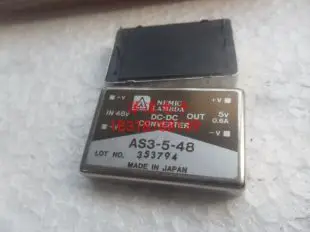 -V NEMIC +V
LAMBDA
IN 48V DC-DC OUT 5V
CONVERTER 0.6A
+V -V
AS3-5-48
LOT NO. 353794
MADE IN JAPAN